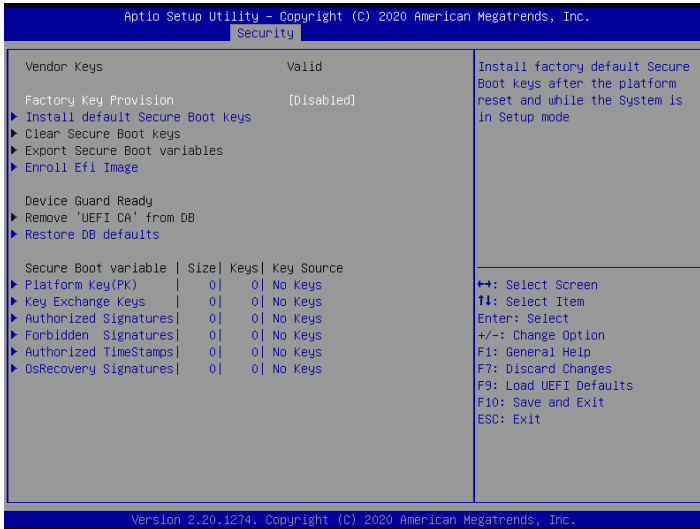 Aptio Setup Utility – Copyright (C) 2020 American Megatrends, Inc.
Security
Vendor Keys Valid
Factory Key Provision [Disabled]
▶ Install default Secure Boot keys
▶ Clear Secure Boot keys
▶ Export Secure Boot variables
▶ Enroll Efi Image
Device Guard Ready
▶ Remove 'UEFI CA' from DB
▶ Restore DB defaults
Secure Boot variable | Size| Keys| Key Source
▶ Platform Key(PK) | 0| 0| No Keys
▶ Key Exchange Keys | 0| 0| No Keys
▶ Authorized Signatures| 0| 0| No Keys
▶ Forbidden Signatures| 0| 0| No Keys
▶ Authorized TimeStamps| 0| 0| No Keys
▶ OsRecovery Signatures| 0| 0| No Keys
Install factory default Secure
Boot keys after the platform
reset and while the System is
in Setup mode
↔: Select Screen
↑↓: Select Item
Enter: Select
+/-: Change Option
F1: General Help
F7: Discard Changes
F9: Load UEFI Defaults
F10: Save and Exit
ESC: Exit
Version 2.20.1274. Copyright (C) 2020 American Megatrends, Inc.